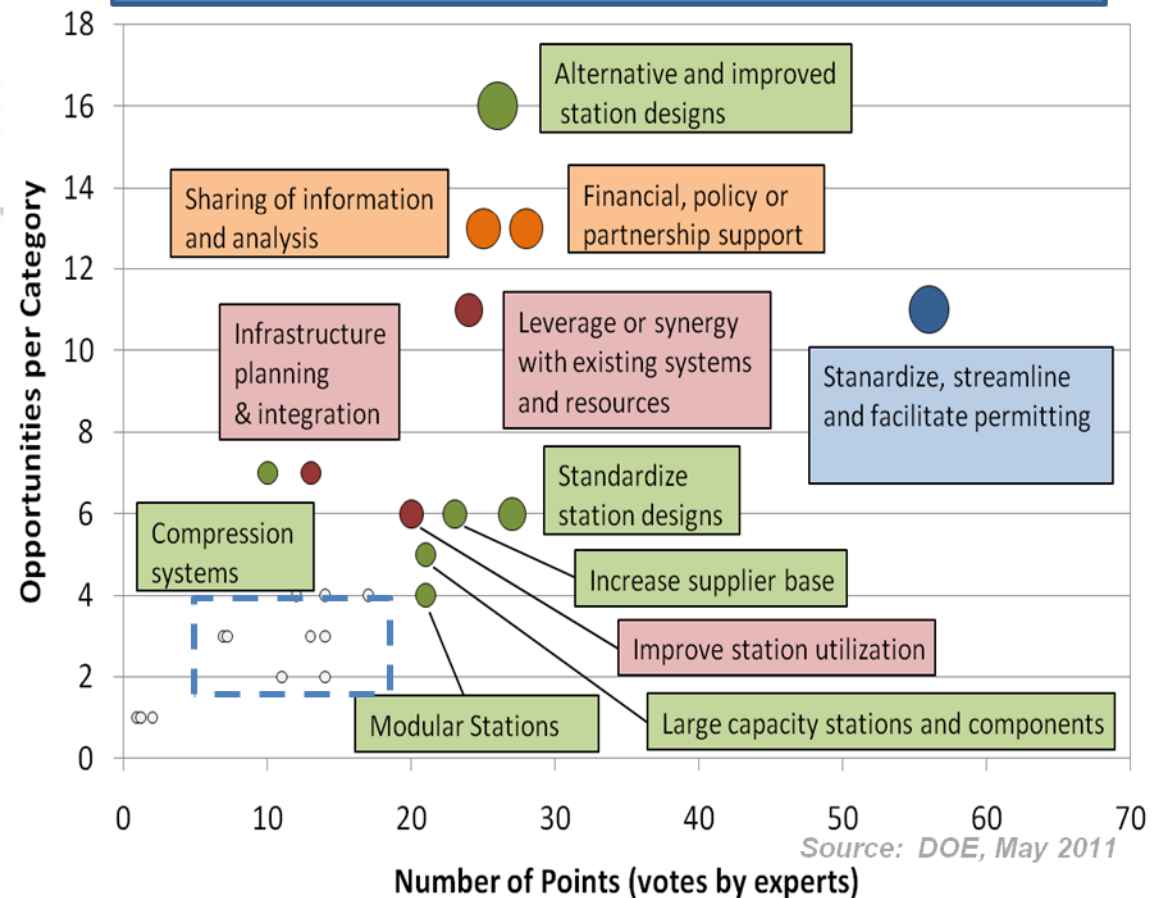 18
16
14
12
10
8
6
4
2
0
Opportunities per Category
Alternative and improved
station designs
Sharing of information
and analysis
Financial, policy or
partnership support
Infrastructure
planning
& integration
Leverage or synergy
with existing systems
and resources
Stanardize, streamline
and facilitate permitting
Standardize
station designs
Compression
systems
Increase supplier base
Improve station utilization
Modular Stations
Large capacity stations and components
0 10 20 30 40 50 60 70
Source: DOE, May 2011
Number of Points (votes by experts)